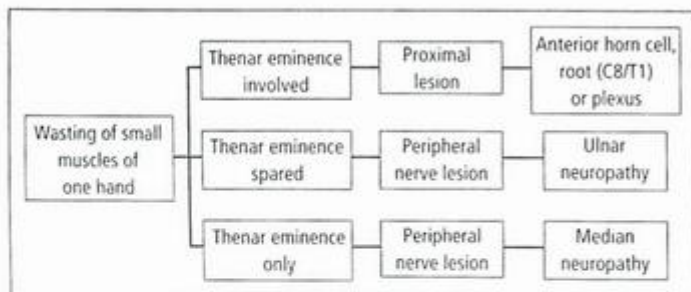 Wasting of small
muscles of
one hand
Thenar eminence
involved
Proximal
lesion
Anterior horn cell,
root (C8/T1)
or plexus
Thenar eminence
spared
Peripheral
nerve lesion
Ulnar
neuropathy
Thenar eminence
only
Peripheral
nerve lesion
Median
neuropathy